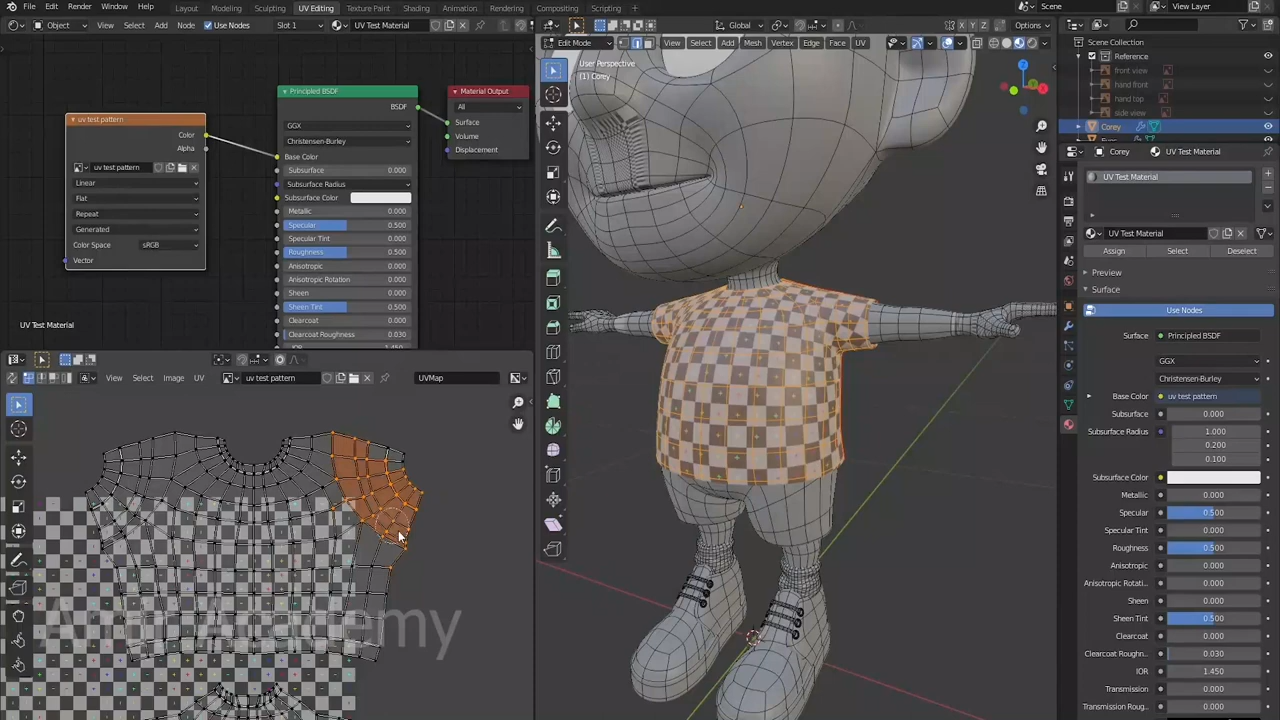 File Edit Render Window Help
Layout Modeling Sculpting UV Editing Texture Paint Shading Animation Rendering Compositing Scripting
Scene
View Layer
Object View Select Add Node Use Nodes Slot 1 UV Test Material
Global
Options
Edit Mode View Select Add Mesh Vertex Edge Face UV
X Y Z
User Perspective
(1) Corey
Z
Scene Collection
Reference
front view
hand front
hand top
side view
Corey
Corey UV Test Material
UV Test Material
UV Test Material
Assign Select Deselect
Preview
Surface
Use Nodes
Surface Principled BSDF
GGX
Christensen-Burley
Base Color uv test pattern
Subsurface 0.000
Subsurface Radius 1.000
0.200
0.100
Subsurface Color
Metallic 0.000
Specular 0.500
Specular Tint 0.000
Roughness 0.500
Anisotropic 0.000
Anisotropic Rotati... 0.000
Sheen 0.000
Sheen Tint 0.500
Clearcoat 0.000
Clearcoat Roughn... 0.030
IOR 1.450
Transmission 0.000
Transmission Roug... 0.000
uv test pattern
Color
Alpha
uv test pattern
Linear
Flat
Repeat
Generated
Color Space sRGB
Vector
Principled BSDF
BSDF
GGX
Christensen-Burley
Base Color
Subsurface 0.000
Subsurface Radius
Subsurface Color
Metallic 0.000
Specular 0.500
Specular Tint 0.000
Roughness 0.500
Anisotropic 0.000
Anisotropic Rotation 0.000
Sheen 0.000
Sheen Tint 0.500
Clearcoat 0.000
Clearcoat Roughness 0.030
Material Output
All
Surface
Volume
Displacement
UV Test Material
View Select Image UV uv test pattern UVMap
Amir Academy